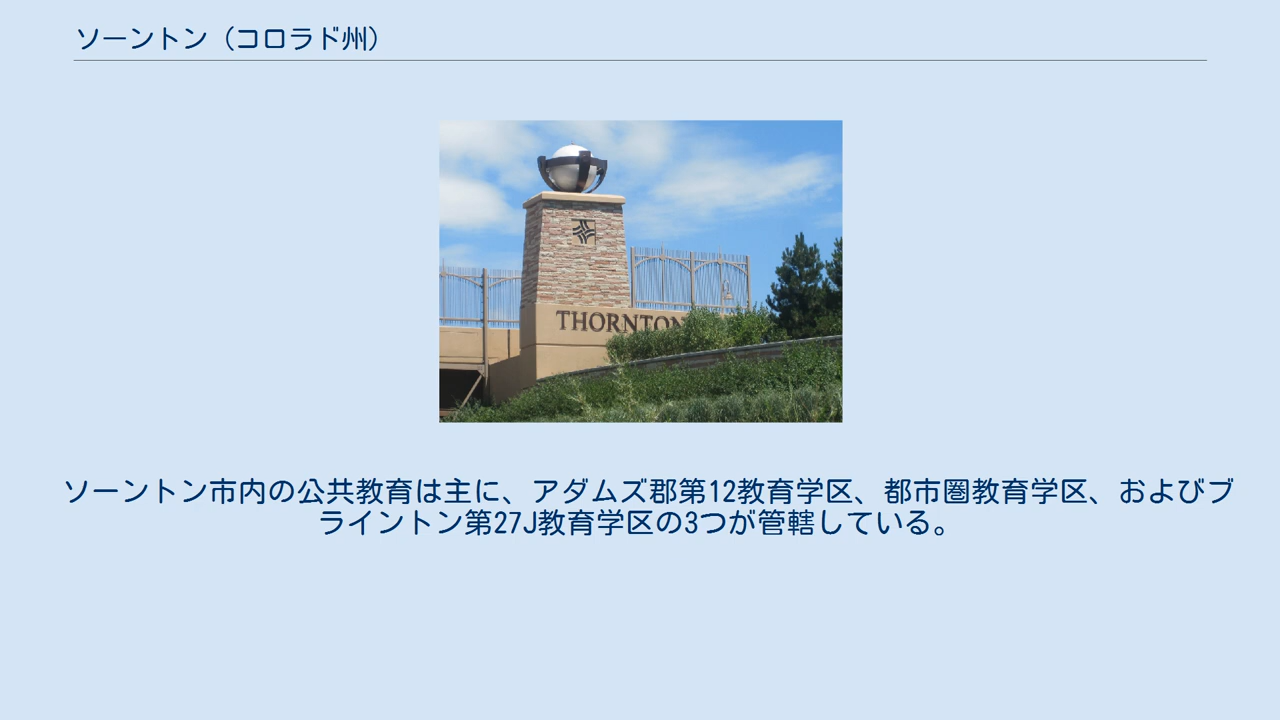 ソーントン（コロラド州）
THORNTON
ソーントン市内の公共教育は主に、アダムズ郡第12教育学区、都市圏教育学区、およびブ
ライントン第27J教育学区の3つが管轄している。